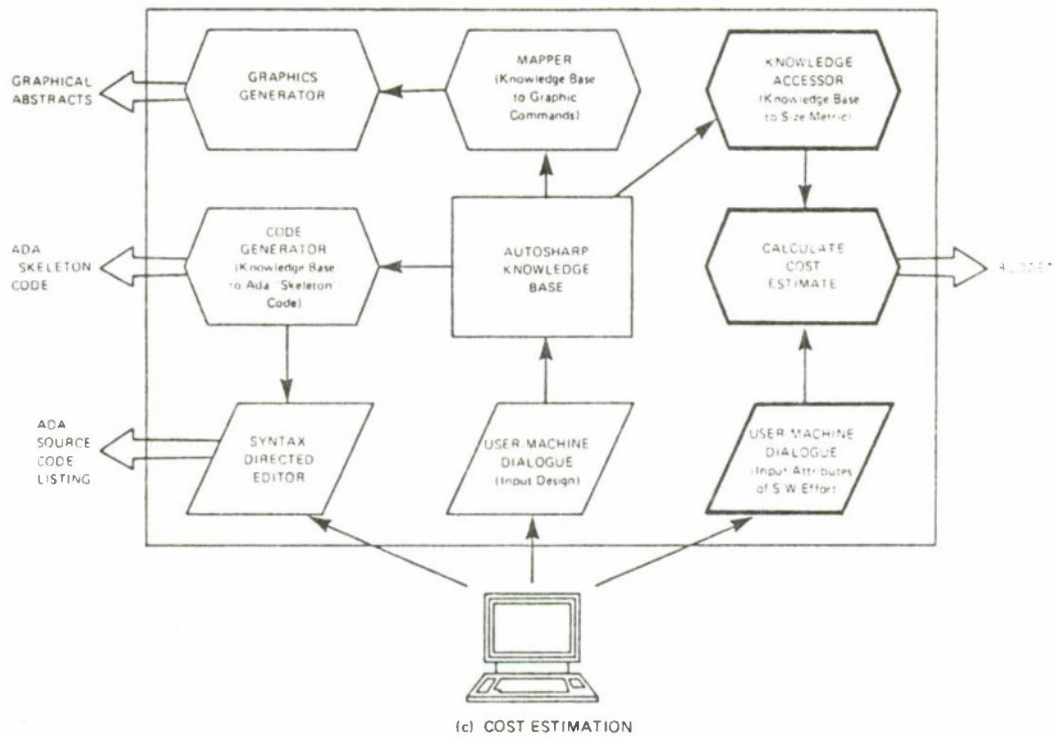 GRAPHICAL
ABSTRACTS
GRAPHICS
GENERATOR
MAPPER
(Knowledge Base
to Graphic
Commands)
KNOWLEDGE
ACCESSOR
(Knowledge Base
to Size Metric)
ADA
SKELETON
CODE
CODE
GENERATOR
(Knowledge Base
to Ada "Skeleton"
Code)
AUTOSHARP
KNOWLEDGE
BASE
CALCULATE
COST
ESTIMATE
ADA
SOURCE
CODE
LISTING
SYNTAX
DIRECTED
EDITOR
USER-MACHINE
DIALOGUE
(Input Design)
USER-MACHINE
DIALOGUE
(Input Attributes
of S/W Effort
(c) COST ESTIMATION